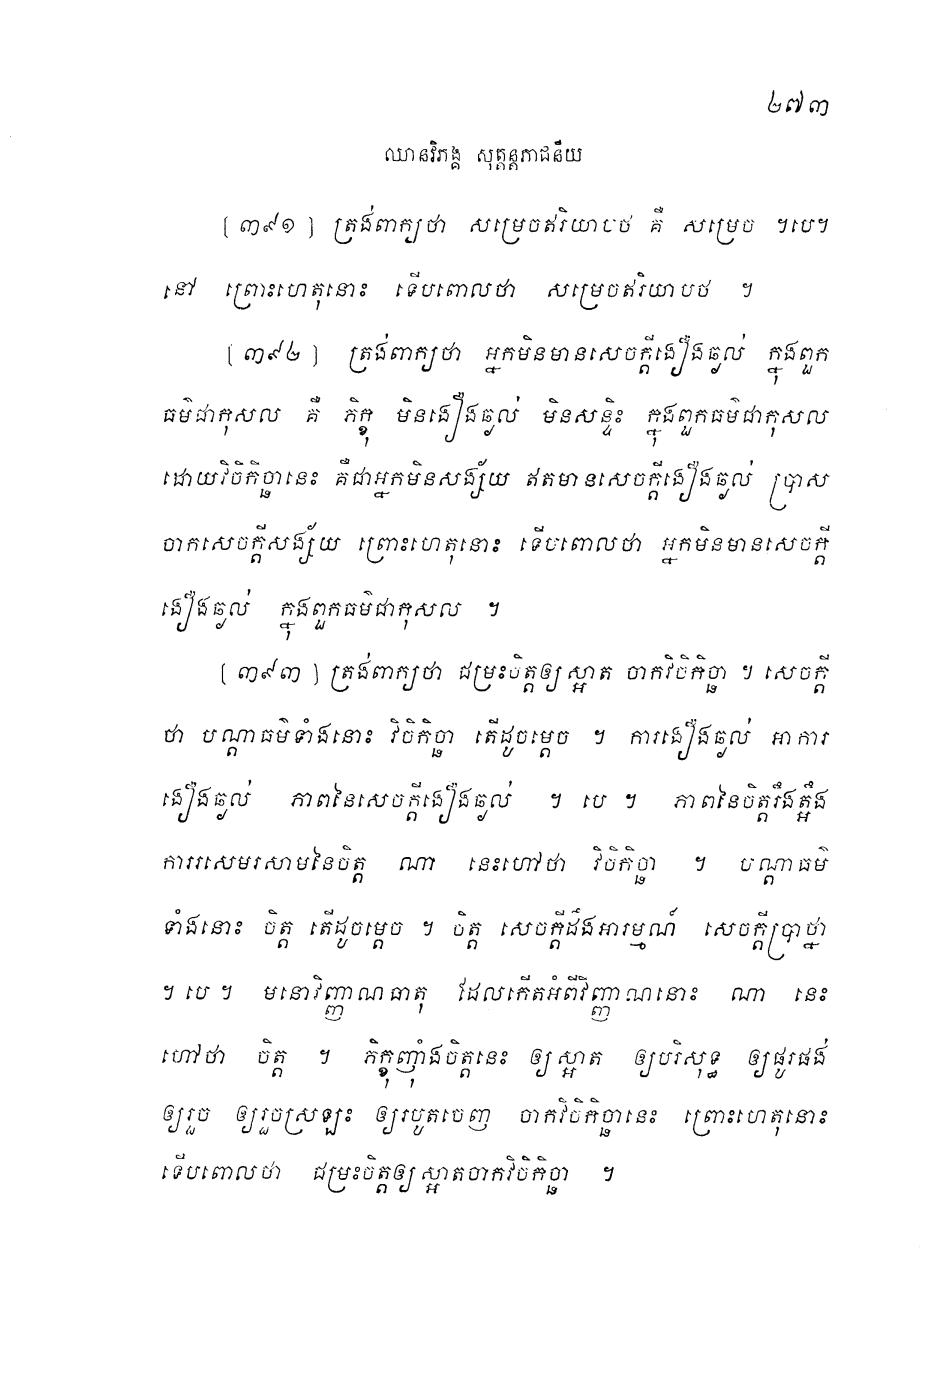 ២៧៣
ឈានវិភង្គ សុត្តន្តភាជនីយ
[ ៣៩១ ] ត្រង់ពាក្យថា សម្រេចឥរិយាបថ គឺ សម្រេច ។បេ។
នៅ ព្រោះហេតុនោះ ទើបពោលថា សម្រេចឥរិយាបថ ។
[ ៣៩២ ] ត្រង់ពាក្យថា អ្នកមិនមានសេចក្តីងឿងឆ្ងល់ ក្នុងពួក
ធម៌ជាកុសល គឺ ភិក្ខុ មិនងឿងឆ្ងល់ មិនសន្ទិះ ក្នុងពួកធម៌ជាកុសល
ដោយវិចិកិច្ឆានេះ គឺជាអ្នកមិនសង្ស័យ ឥតមានសេចក្តីងឿងឆ្ងល់ ប្រាស
ចាកសេចក្តីសង្ស័យ ព្រោះហេតុនោះ ទើបពោលថា អ្នកមិនមានសេចក្តី
ងឿងឆ្ងល់ ក្នុងពួកធម៌ជាកុសល ។
[ ៣៩៣ ] ត្រង់ពាក្យថា ជម្រះចិត្តឲ្យស្អាត ចាកវិចិកិច្ឆា ។ សេចក្តី
ថា បណ្តាធម៌ទាំងនោះ វិចិកិច្ឆា តើដូចម្តេច ។ ការងឿងឆ្ងល់ អាការ
ងឿងឆ្ងល់ ភាពនៃសេចក្តីងឿងឆ្ងល់ ។ បេ ។ ភាពនៃចិត្តរឹងត្អឹង
ការរសេមរសាមនៃចិត្ត ណា នេះហៅថា វិចិកិច្ឆា ។ បណ្តាធម៌
ទាំងនោះ ចិត្ត តើដូចម្តេច ។ ចិត្ត សេចក្តីដឹងអារម្មណ៍ សេចក្តីប្រាថ្នា
។ បេ ។ មនោវិញ្ញាណធាតុ ដែលកើតអំពីវិញ្ញាណនោះ ណា នេះ
ហៅថា ចិត្ត ។ ភិក្ខុញ៉ាំងចិត្តនេះ ឲ្យស្អាត ឲ្យបរិសុទ្ធ ឲ្យផូរផង់
ឲ្យរួច ឲ្យរួចស្រឡះ ឲ្យរបូតចេញ ចាកវិចិកិច្ឆានេះ ព្រោះហេតុនោះ
ទើបពោលថា ជម្រះចិត្តឲ្យស្អាតចាកវិចិកិច្ឆា ។